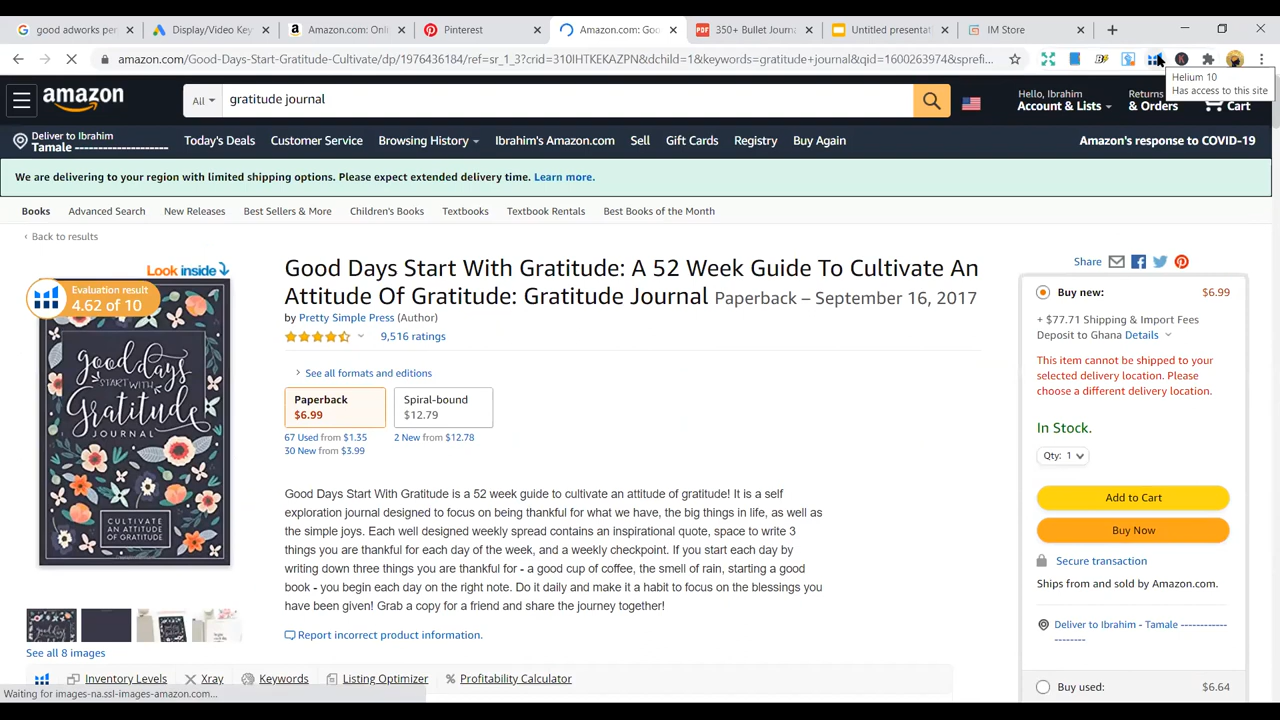 good adworks per
Display/Video Key
Amazon.com: Onl
Pinterest
Amazon.com: Goo
350+ Bullet Journa
Untitled presentat
IM Store
amazon.com/Good-Days-Start-Gratitude-Cultivate/dp/1976361184/ref=sr_1_3?crid=310IHTKEKAZPN&dchild=1&keywords=gratitude+journal&qid=1600263974&sprefi...
Helium 10
Has access to this site
amazon
All
gratitude journal
Hello, Ibrahim
Account & Lists
Returns
& Orders
Cart
Deliver to Ibrahim
Tamale --------------------
Today's Deals
Customer Service
Browsing History
Ibrahim's Amazon.com
Sell
Gift Cards
Registry
Buy Again
Amazon's response to COVID-19
We are delivering to your region with limited shipping options. Please expect extended delivery time. Learn more.
Books
Advanced Search
New Releases
Best Sellers & More
Children's Books
Textbooks
Textbook Rentals
Best Books of the Month
‹ Back to results
Look inside
Evaluation result
4.62 of 10
good days
START WITH
Gratitude
JOURNAL
CULTIVATE
AN ATTITUDE
OF GRATITUDE
See all 8 images
Good Days Start With Gratitude: A 52 Week Guide To Cultivate An
Attitude Of Gratitude: Gratitude Journal Paperback – September 16, 2017
by Pretty Simple Press (Author)
9,516 ratings
See all formats and editions
Paperback
$6.99
Spiral-bound
$12.79
67 Used from $1.35
30 New from $3.99
2 New from $12.78
Good Days Start With Gratitude is a 52 week guide to cultivate an attitude of gratitude! It is a self
exploration journal designed to focus on being thankful for what we have, the big things in life, as well as
the simple joys. Each well designed weekly spread contains an inspirational quote, space to write 3
things you are thankful for each day of the week, and a weekly checkpoint. If you start each day by
writing down three things you are thankful for - a good cup of coffee, the smell of rain, starting a good
book - you begin each day on the right note. Do it daily and make it a habit to focus on the blessings you
have been given! Grab a copy for a friend and share the journey together!
Report incorrect product information.
Inventory Levels
Xray
Keywords
Listing Optimizer
Profitability Calculator
Share
Buy new:
$6.99
+ $77.71 Shipping & Import Fees
Deposit to Ghana Details
This item cannot be shipped to your
selected delivery location. Please
choose a different delivery location.
In Stock.
Qty: 1
Add to Cart
Buy Now
Secure transaction
Ships from and sold by Amazon.com.
Deliver to Ibrahim - Tamale ------------
--------
Buy used:
$6.64
Waiting for images-na.ssl-images-amazon.com...